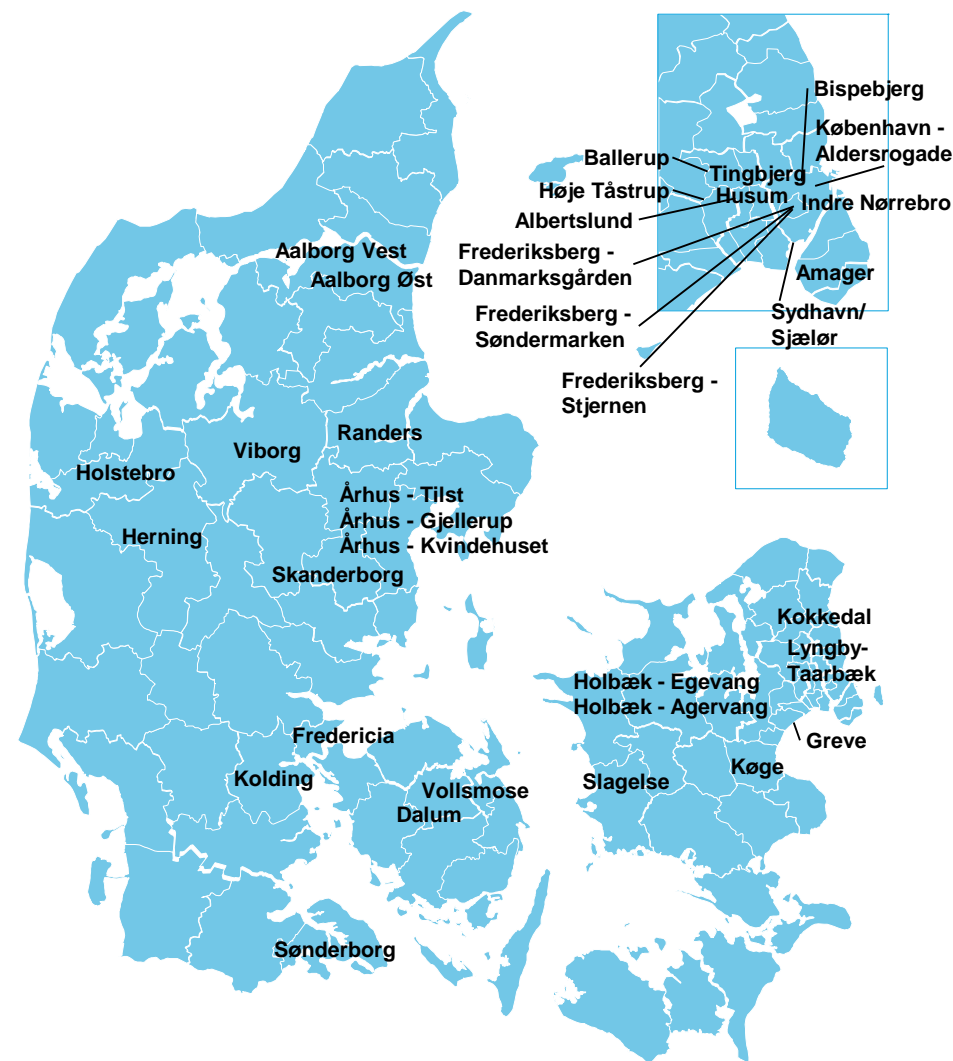 Bispebjerg
København -
Aldersrogade
Ballerup
Tingbjerg
Høje Tåstrup
Husum
Indre Nørrebro
Albertslund
Frederiksberg -
Danmarksgården
Amager
Frederiksberg -
Søndermarken
Sydhavn/
Sjælør
Frederiksberg -
Stjernen
Aalborg Vest
Aalborg Øst
Randers
Viborg
Holstebro
Århus - Tilst
Århus - Gjellerup
Århus - Kvindehuset
Herning
Skanderborg
Kokkedal
Lyngby-
Taarbæk
Holbæk - Egevang
Holbæk - Agervang
Greve
Fredericia
Køge
Kolding
Slagelse
Vollsmose
Dalum
Sønderborg